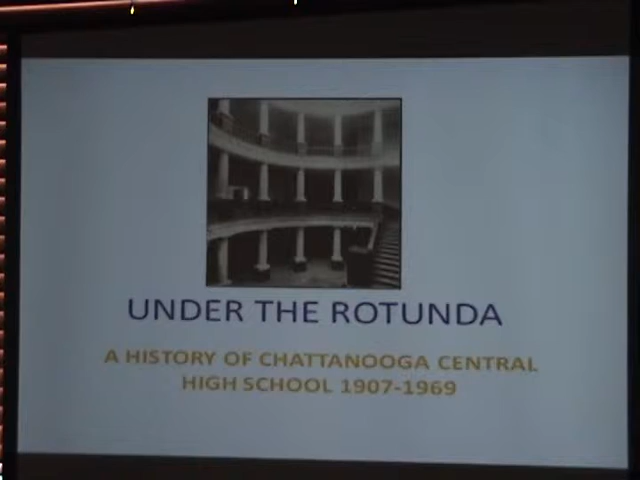 UNDER THE ROTUNDA
A HISTORY OF CHATTANOOGA CENTRAL
HIGH SCHOOL 1907-1969